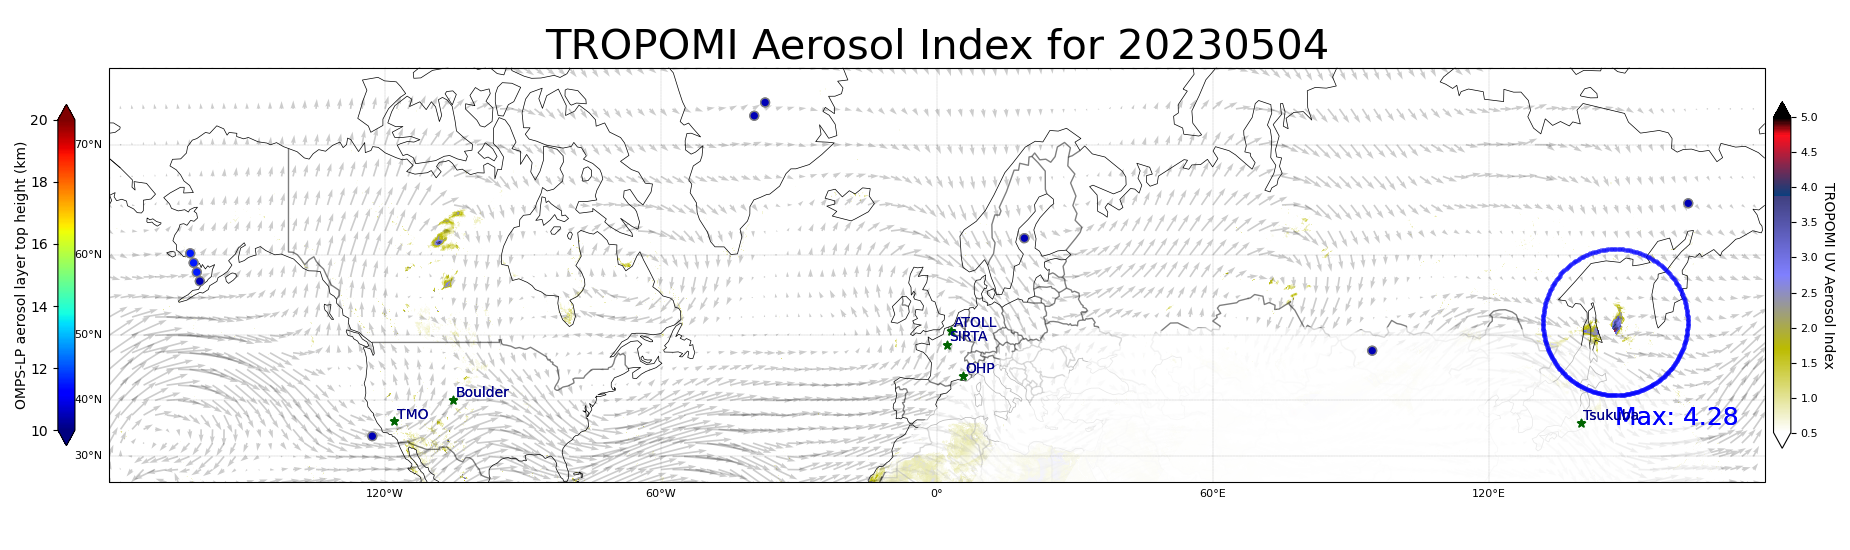 TROPOMI Aerosol Index for 20230504
OMPS-LP aerosol layer top height (km)
20
18
16
14
12
10
70°N
60°N
50°N
40°N
30°N
120°W
60°W
0°
60°E
120°E
ATOLL
SIRTA
OHP
Boulder
TMO
Tsukuba
Max: 4.28
5.0
4.5
4.0
3.5
3.0
2.5
2.0
1.5
1.0
0.5
TROPOMI UV Aerosol Index